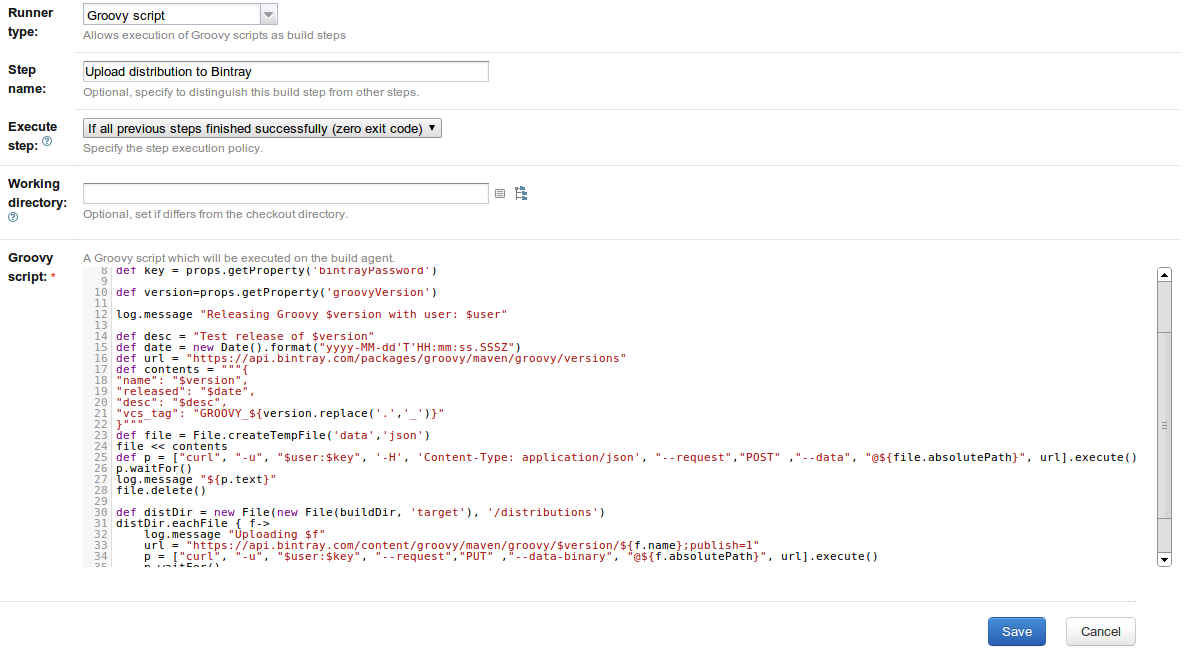 Runner type:
Groovy script
Allows execution of Groovy scripts as build steps
Step name:
Upload distribution to Bintray
Optional, specify to distinguish this build step from other steps.
Execute step: ?
If all previous steps finished successfully (zero exit code) ▼
Specify the step execution policy.
Working directory: ?
Optional, set if differs from the checkout directory.
Groovy script: *
A Groovy script which will be executed on the build agent.
8 def key = props.getProperty('bintrayPassword')
9
10 def version=props.getProperty('groovyVersion')
11
12 log.message "Releasing Groovy $version with user: $user"
13
14 def desc = "Test release of $version"
15 def date = new Date().format("yyyy-MM-dd'T'HH:mm:ss.SSSZ")
16 def url = "https://api.bintray.com/packages/groovy/maven/groovy/versions"
17 def contents = """{
18 "name": "$version",
19 "released": "$date",
20 "desc": "$desc",
21 "vcs_tag": "GROOVY_${version.replace('.','_')}"
22 }"""
23 def file = File.createTempFile('data','json')
24 file << contents
25 def p = ["curl", "-u", "$user:$key", '-H', 'Content-Type: application/json', "--request","POST" ,"--data", "@${file.absolutePath}", url].execute()
26 p.waitFor()
27 log.message "${p.text}"
28 file.delete()
29
30 def distDir = new File(new File(buildDir, 'target'), '/distributions')
31 distDir.eachFile { f->
32     log.message "Uploading $f"
33     url = "https://api.bintray.com/content/groovy/maven/groovy/$version/${f.name};publish=1"
34     p = ["curl", "-u", "$user:$key", "--request","PUT" ,"--data-binary", "@${f.absolutePath}", url].execute()
35     p.waitFor()
Save
Cancel